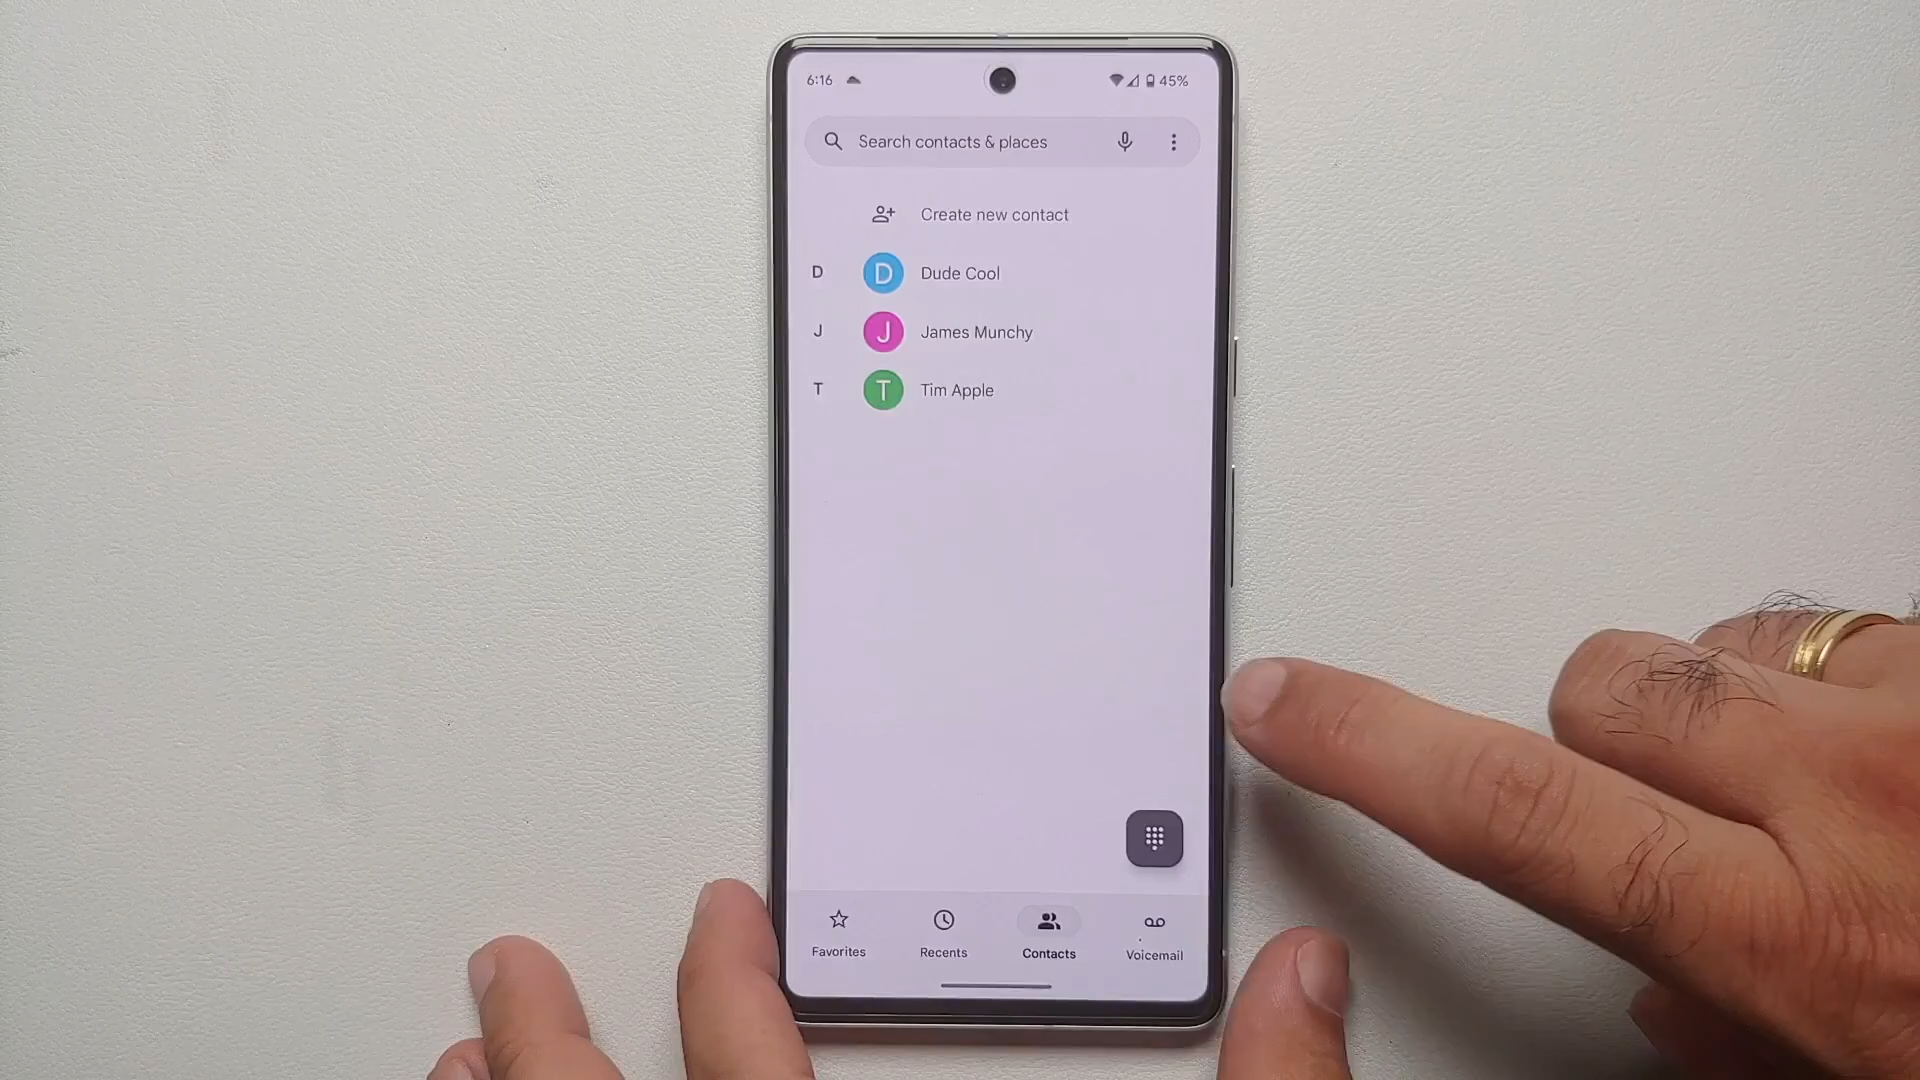 6:16 45%
Search contacts & places
Create new contact
D D Dude Cool
J J James Munchy
T T Tim Apple
Favorites Recents Contacts Voicemail